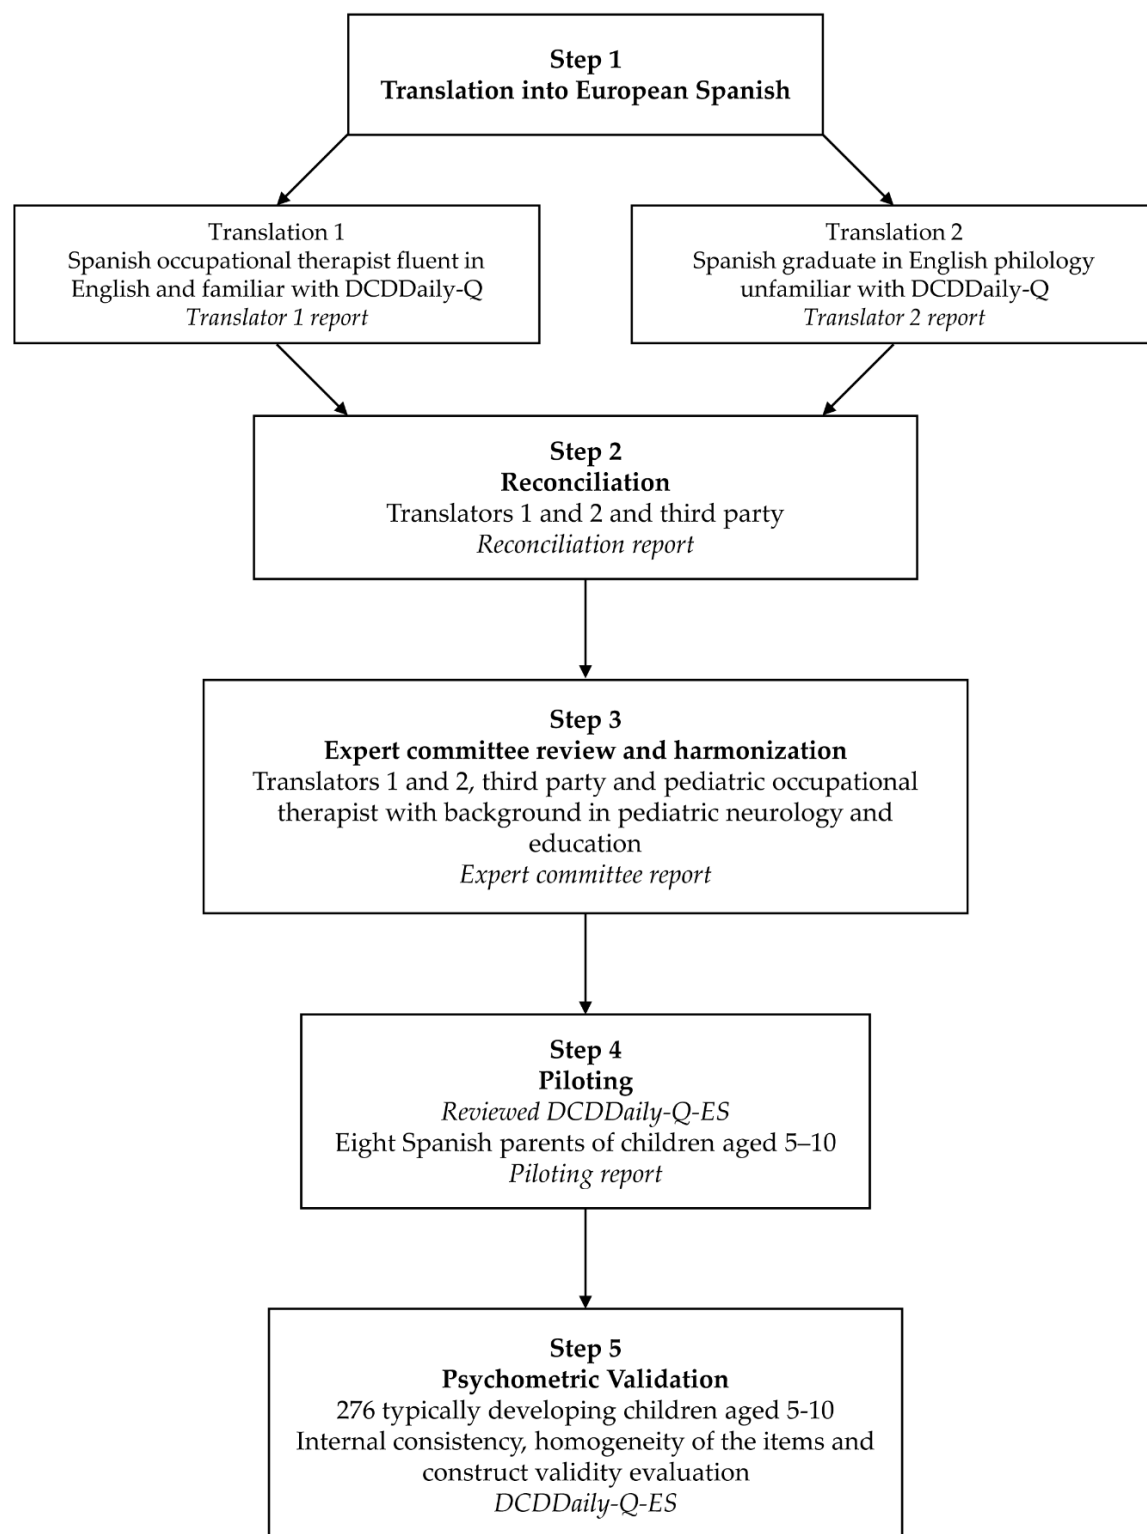 Step 1
Translation into European Spanish
Translation 1
Spanish occupational therapist fluent in
English and familiar with DCDDaily-Q
Translator 1 report
Translation 2
Spanish graduate in English philology
unfamiliar with DCDDaily-Q
Translator 2 report
Step 2
Reconciliation
Translators 1 and 2 and third party
Reconciliation report
Step 3
Expert committee review and harmonization
Translators 1 and 2, third party and pediatric occupational
therapist with background in pediatric neurology and
education
Expert committee report
Step 4
Piloting
Reviewed DCDDaily-Q-ES
Eight Spanish parents of children aged 5–10
Piloting report
Step 5
Psychometric Validation
276 typically developing children aged 5-10
Internal consistency, homogeneity of the items and
construct validity evaluation
DCDDaily-Q-ES